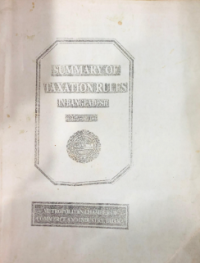 SUMMARY OF
TAXATION RULES
IN BANGLADESH
METROPOLITAN CHAMBER OF
COMMERCE AND INDUSTRY, DHAKA